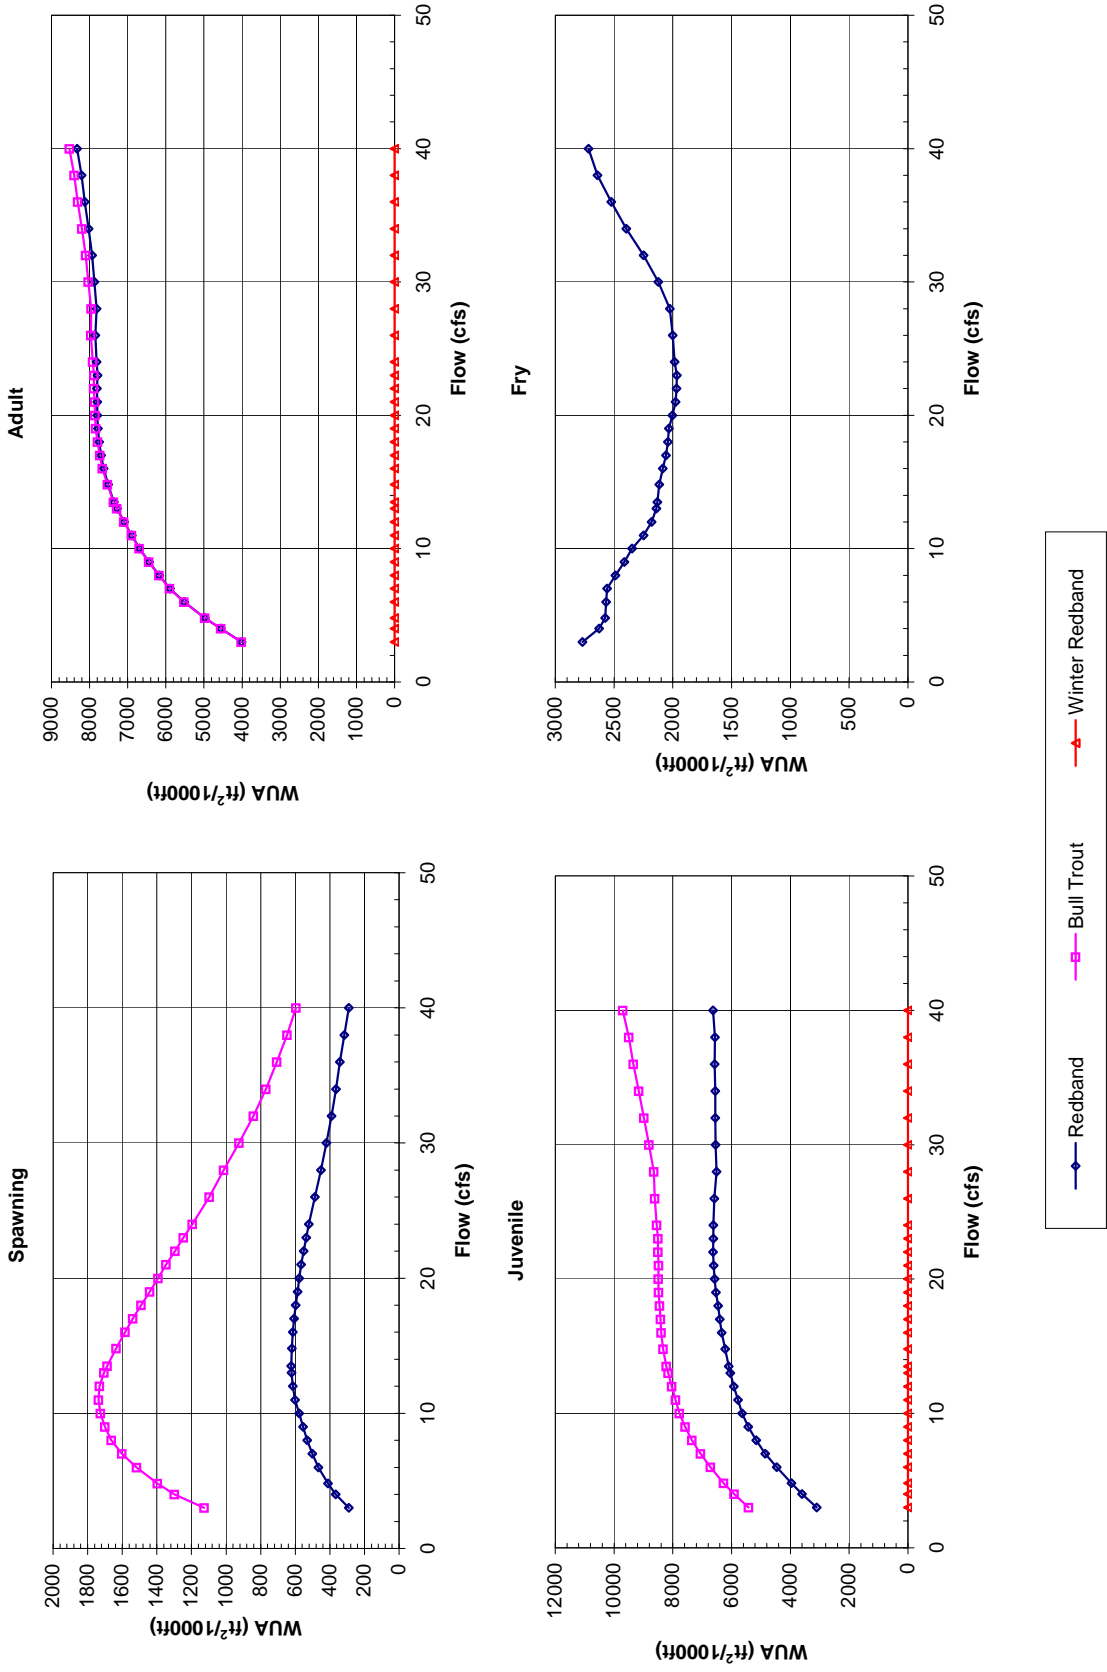 Spawning
WUA (ft²/1000ft)
2000
1800
1600
1400
1200
1000
800
600
400
200
0
0 10 20 30 40 50
Flow (cfs)
Adult
WUA (ft²/1000ft)
9000
8000
7000
6000
5000
4000
3000
2000
1000
0
0 10 20 30 40 50
Flow (cfs)
Juvenile
WUA (ft²/1000ft)
12000
10000
8000
6000
4000
2000
0
0 10 20 30 40 50
Flow (cfs)
Fry
WUA (ft²/1000ft)
3000
2500
2000
1500
1000
500
0
0 10 20 30 40 50
Flow (cfs)
Redband Bull Trout Winter Redband